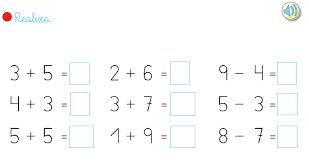 Realiza.
3 + 5 = 2 + 6 = 9 - 4 =
4 + 3 = 3 + 7 = 5 - 3 =
5 + 5 = 1 + 9 = 8 - 7 =